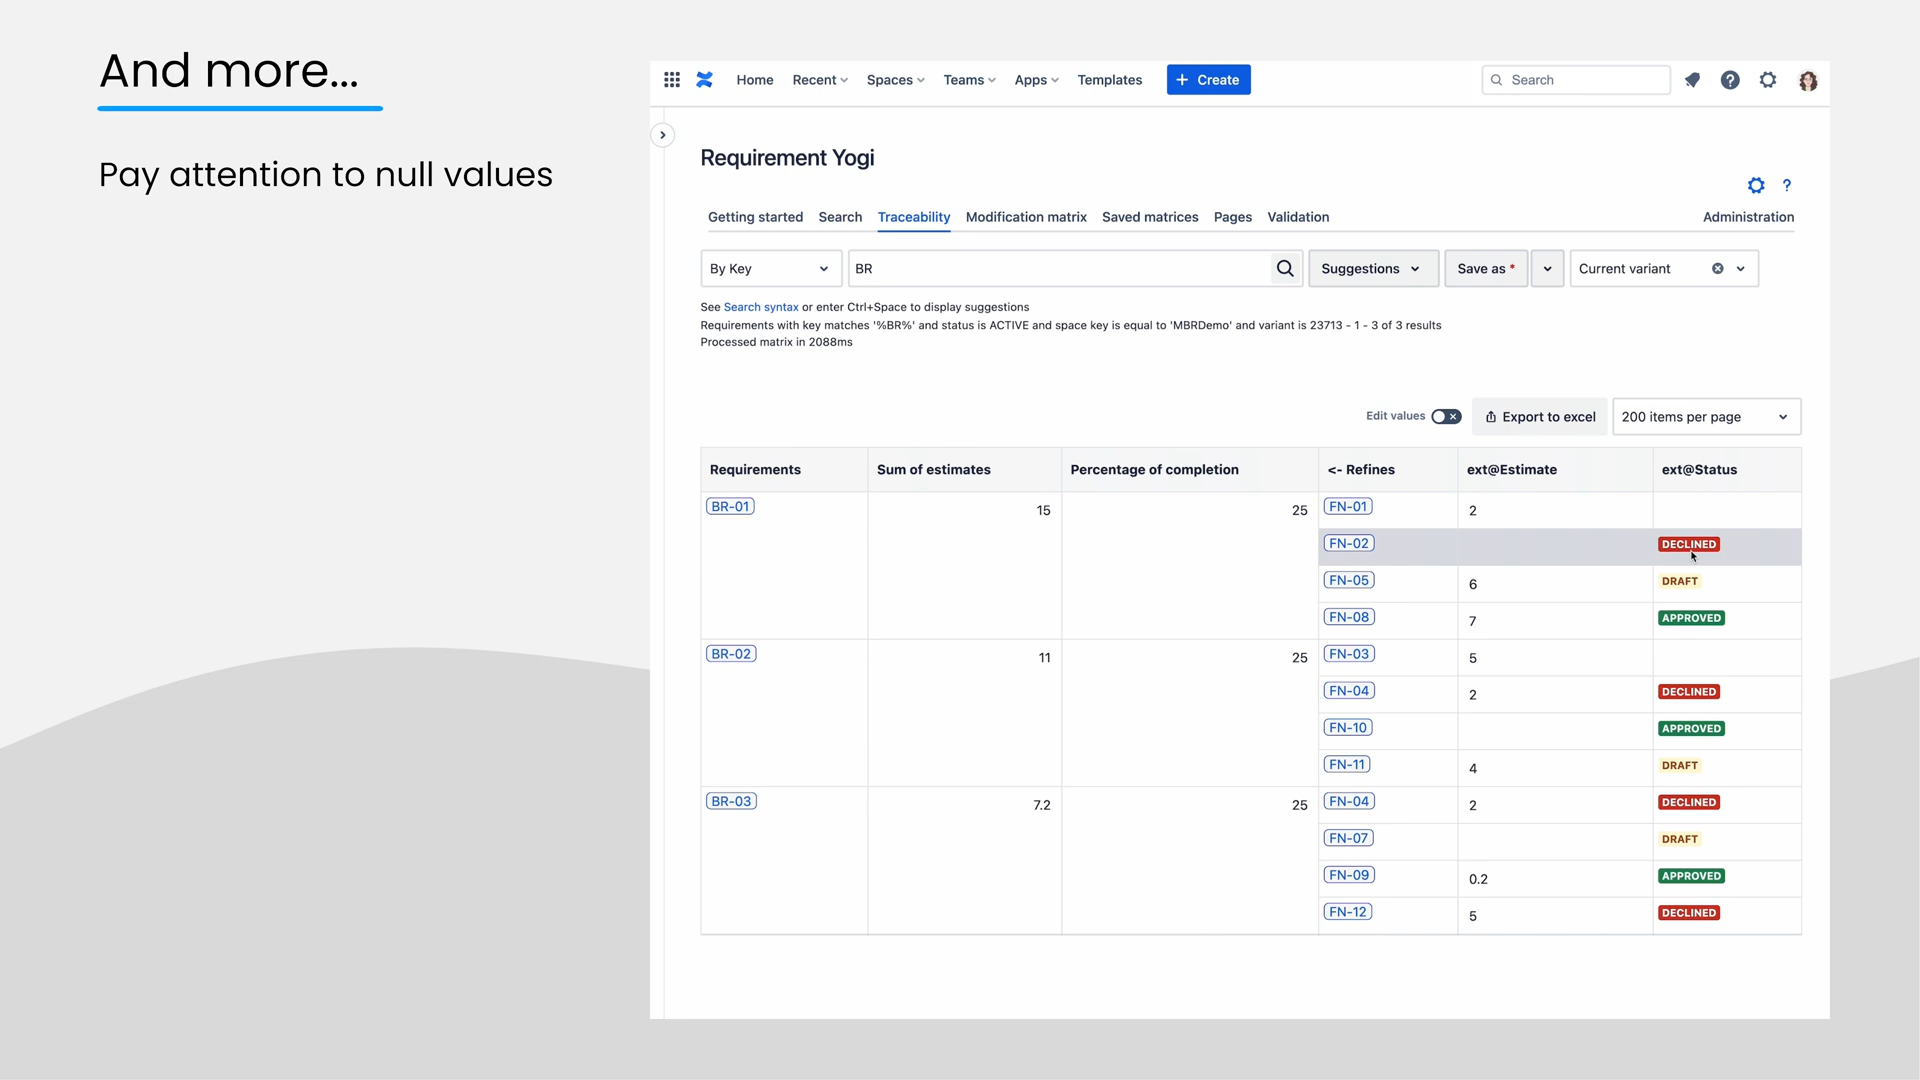 And more...
Pay attention to null values
Home Recent Spaces Teams Apps Templates + Create Search
Requirement Yogi
?
Getting started Search Traceability Modification matrix Saved matrices Pages Validation Administration
By Key BR Suggestions Save as * Current variant
See Search syntax or enter Ctrl+Space to display suggestions
Requirements with key matches '%BR%' and status is ACTIVE and space key is equal to 'MBRDemo' and variant is 23713 - 1 - 3 of 3 results
Processed matrix in 2088ms
Edit values Export to excel 200 items per page
Requirements Sum of estimates Percentage of completion <- Refines ext@Estimate ext@Status
BR-01 15 25 FN-01 2
FN-02 DECLINED
FN-05 6 DRAFT
FN-08 7 APPROVED
BR-02 11 25 FN-03 5
FN-04 2 DECLINED
FN-10 APPROVED
FN-11 4 DRAFT
BR-03 7.2 25 FN-04 2 DECLINED
FN-07 DRAFT
FN-09 0.2 APPROVED
FN-12 5 DECLINED